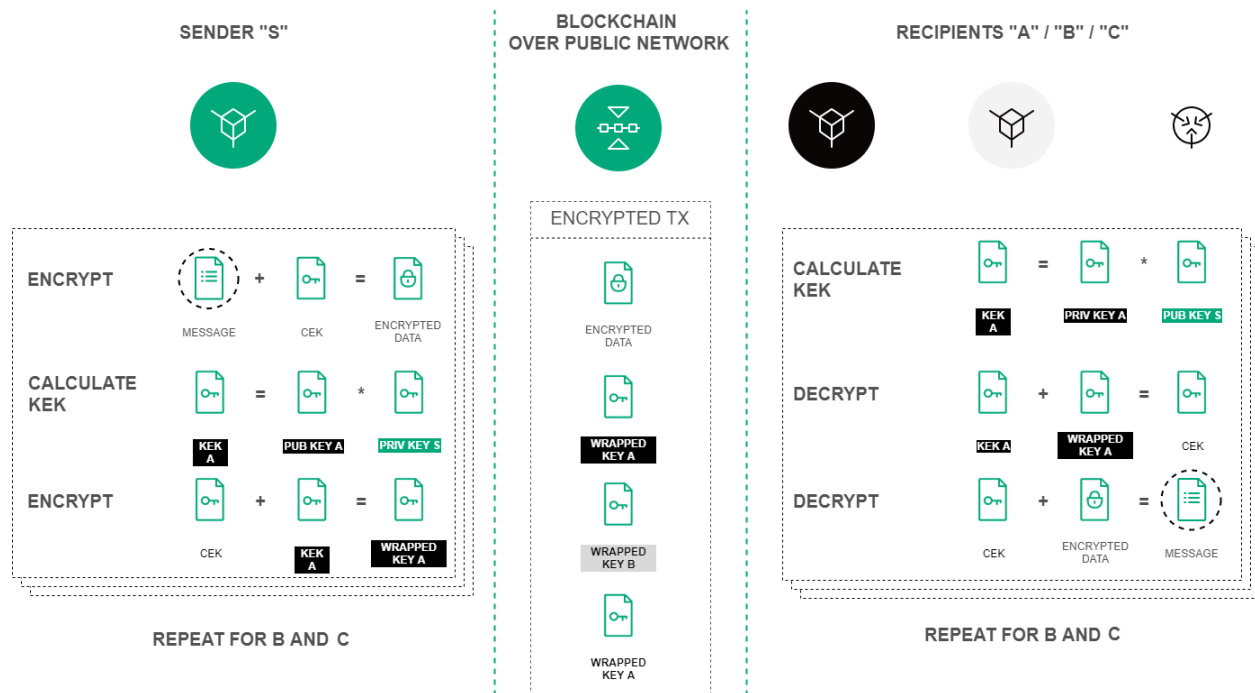 SENDER "S"
BLOCKCHAIN
OVER PUBLIC NETWORK
RECIPIENTS "A" / "B" / "C"
ENCRYPT
+
=
MESSAGE
CEK
ENCRYPTED
DATA
CALCULATE
KEK
=
*
KEK
A
PUB KEY A
PRIV KEY S
ENCRYPT
+
=
CEK
KEK
A
WRAPPED
KEY A
REPEAT FOR B AND C
ENCRYPTED TX
ENCRYPTED
DATA
WRAPPED
KEY A
WRAPPED
KEY B
WRAPPED
KEY A
CALCULATE
KEK
=
*
KEK
A
PRIV KEY A
PUB KEY S
DECRYPT
+
=
KEK A
WRAPPED
KEY A
CEK
DECRYPT
+
=
CEK
ENCRYPTED
DATA
MESSAGE
REPEAT FOR B AND C